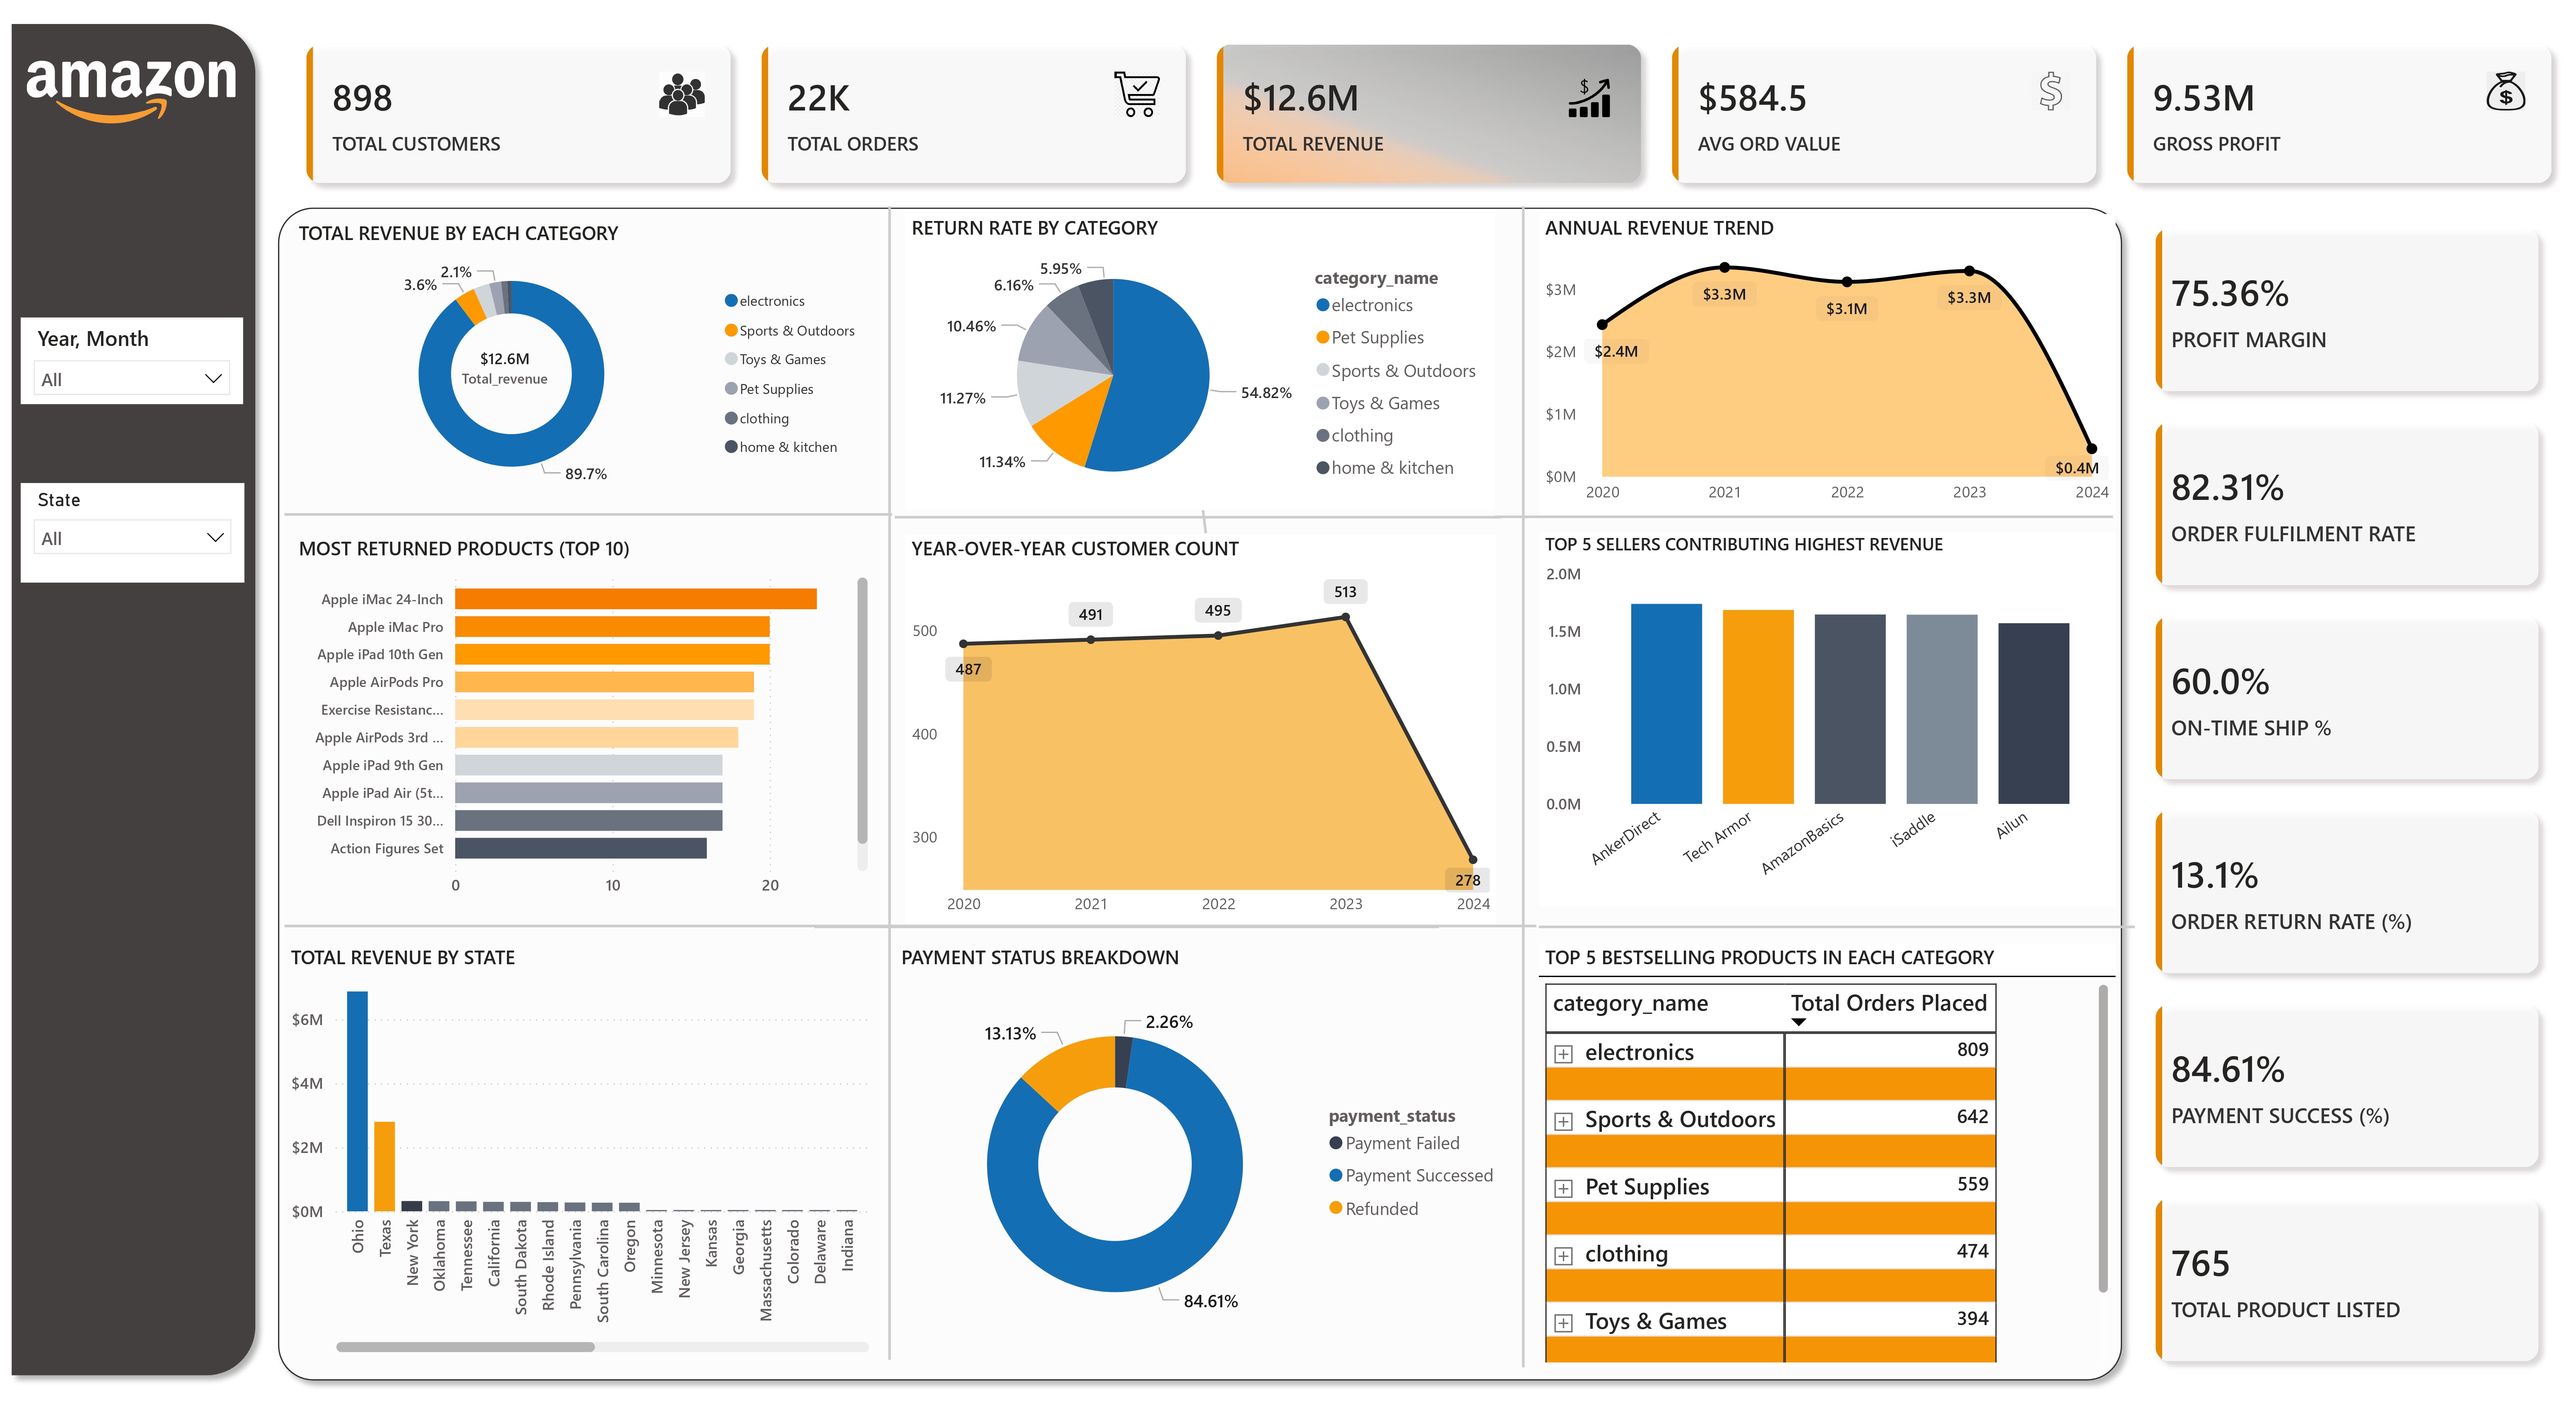 amazon
Year, Month
All
State
All
898
TOTAL CUSTOMERS
22K
TOTAL ORDERS
$12.6M
TOTAL REVENUE
$584.5
AVG ORD VALUE
9.53M
GROSS PROFIT
TOTAL REVENUE BY EACH CATEGORY
2.1%
3.6%
$12.6M
Total_revenue
89.7%
electronics
Sports & Outdoors
Toys & Games
Pet Supplies
clothing
home & kitchen
RETURN RATE BY CATEGORY
5.95%
6.16%
10.46%
11.27%
11.34%
54.82%
category_name
electronics
Pet Supplies
Sports & Outdoors
Toys & Games
clothing
home & kitchen
ANNUAL REVENUE TREND
$3M
$2M
$1M
$0M
$2.4M
$3.3M
$3.1M
$3.3M
$0.4M
2020 2021 2022 2023 2024
MOST RETURNED PRODUCTS (TOP 10)
Apple iMac 24-Inch
Apple iMac Pro
Apple iPad 10th Gen
Apple AirPods Pro
Exercise Resistanc...
Apple AirPods 3rd ...
Apple iPad 9th Gen
Apple iPad Air (5t...
Dell Inspiron 15 30...
Action Figures Set
0 10 20
YEAR-OVER-YEAR CUSTOMER COUNT
500
400
300
487
491
495
513
278
2020 2021 2022 2023 2024
TOP 5 SELLERS CONTRIBUTING HIGHEST REVENUE
2.0M
1.5M
1.0M
0.5M
0.0M
AnkerDirect
Tech Armor
AmazonBasics
iSaddle
Ailun
TOTAL REVENUE BY STATE
$6M
$4M
$2M
$0M
Ohio
Texas
New York
Oklahoma
Tennessee
California
South Dakota
Rhode Island
Pennsylvania
South Carolina
Oregon
Minnesota
New Jersey
Kansas
Georgia
Massachusetts
Colorado
Delaware
Indiana
PAYMENT STATUS BREAKDOWN
13.13%
2.26%
84.61%
payment_status
Payment Failed
Payment Successed
Refunded
TOP 5 BESTSELLING PRODUCTS IN EACH CATEGORY
category_name Total Orders Placed
electronics 809
Sports & Outdoors 642
Pet Supplies 559
clothing 474
Toys & Games 394
75.36%
PROFIT MARGIN
82.31%
ORDER FULFILMENT RATE
60.0%
ON-TIME SHIP %
13.1%
ORDER RETURN RATE (%)
84.61%
PAYMENT SUCCESS (%)
765
TOTAL PRODUCT LISTED